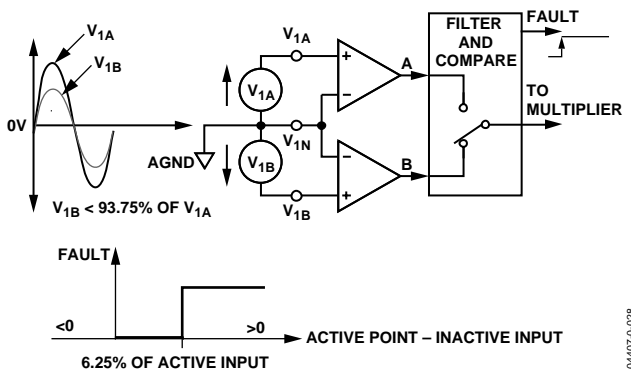 V1A
V1B
0V
V1B < 93.75% OF V1A
V1A
V1A
AGND
V1N
V1B
V1B
A
B
FILTER
AND
COMPARE
FAULT
TO
MULTIPLIER
FAULT
<0
>0
ACTIVE POINT – INACTIVE INPUT
6.25% OF ACTIVE INPUT
04407-0-028